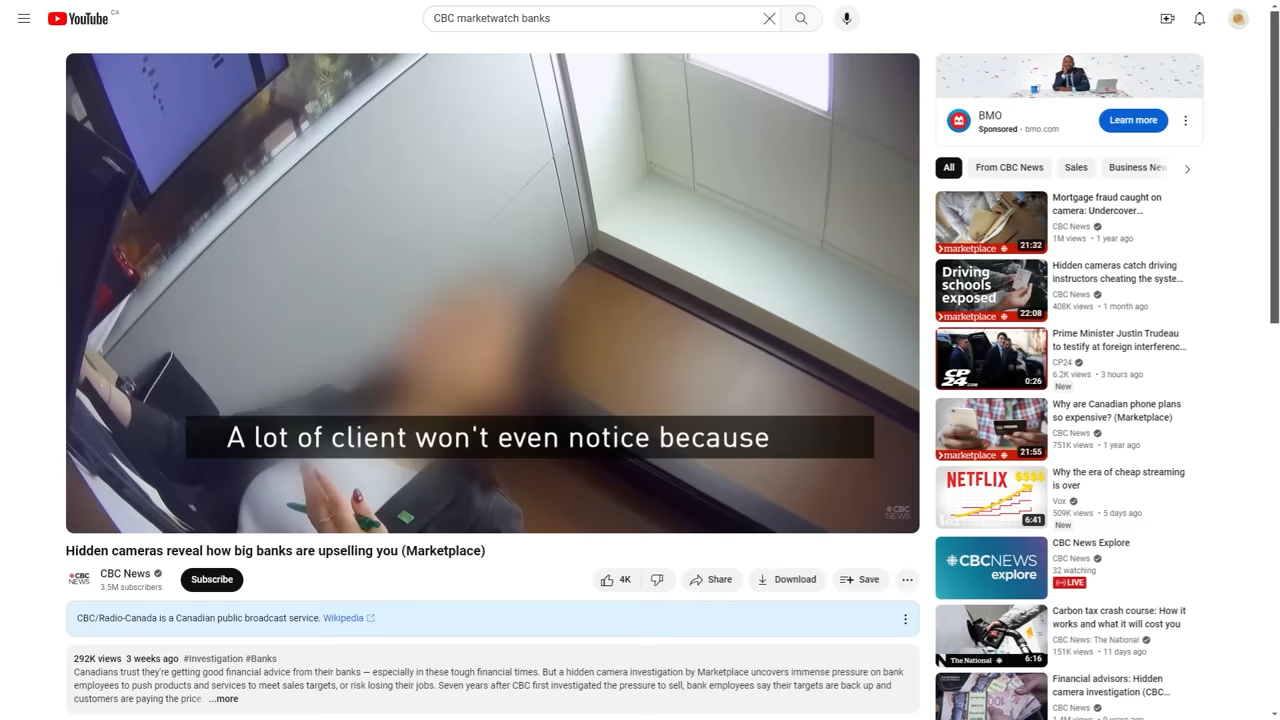 YouTube CA
CBC marketwatch banks
A lot of client won't even notice because
CBC
NEWS
Hidden cameras reveal how big banks are upselling you (Marketplace)
CBC NEWS
CBC News
3.5M subscribers
Subscribe
4K
Share
Download
Save
CBC/Radio-Canada is a Canadian public broadcast service. Wikipedia
292K views 3 weeks ago #Investigation #Banks
Canadians trust they're getting good financial advice from their banks — especially in these tough financial times. But a hidden camera investigation by Marketplace uncovers immense pressure on bank
employees to push products and services to meet sales targets, or risk losing their jobs. Seven years after CBC first investigated the pressure to sell, bank employees say their targets are back up and
customers are paying the price. ...more
BMO
Sponsored · bmo.com
Learn more
All
From CBC News
Sales
Business New
marketplace
21:32
Mortgage fraud caught on
camera: Undercover...
CBC News
1M views • 1 year ago
Driving
schools
exposed
marketplace
22:08
Hidden cameras catch driving
instructors cheating the syste...
CBC News
408K views • 1 month ago
CP
24.COM
0:26
Prime Minister Justin Trudeau
to testify at foreign interferenc...
CP24
6.2K views • 3 hours ago
New
marketplace
21:55
Why are Canadian phone plans
so expensive? (Marketplace)
CBC News
751K views • 1 year ago
NETFLIX $$$$
6:41
Why the era of cheap streaming
is over
Vox
509K views • 5 days ago
New
CBCNEWS
explore
CBC News Explore
CBC News
32 watching
LIVE
The National
6:16
Carbon tax crash course: How it
works and what it will cost you
CBC News: The National
151K views • 11 days ago
Financial advisors: Hidden
camera investigation (CBC...
CBC News
1.4M views • 9 years ago